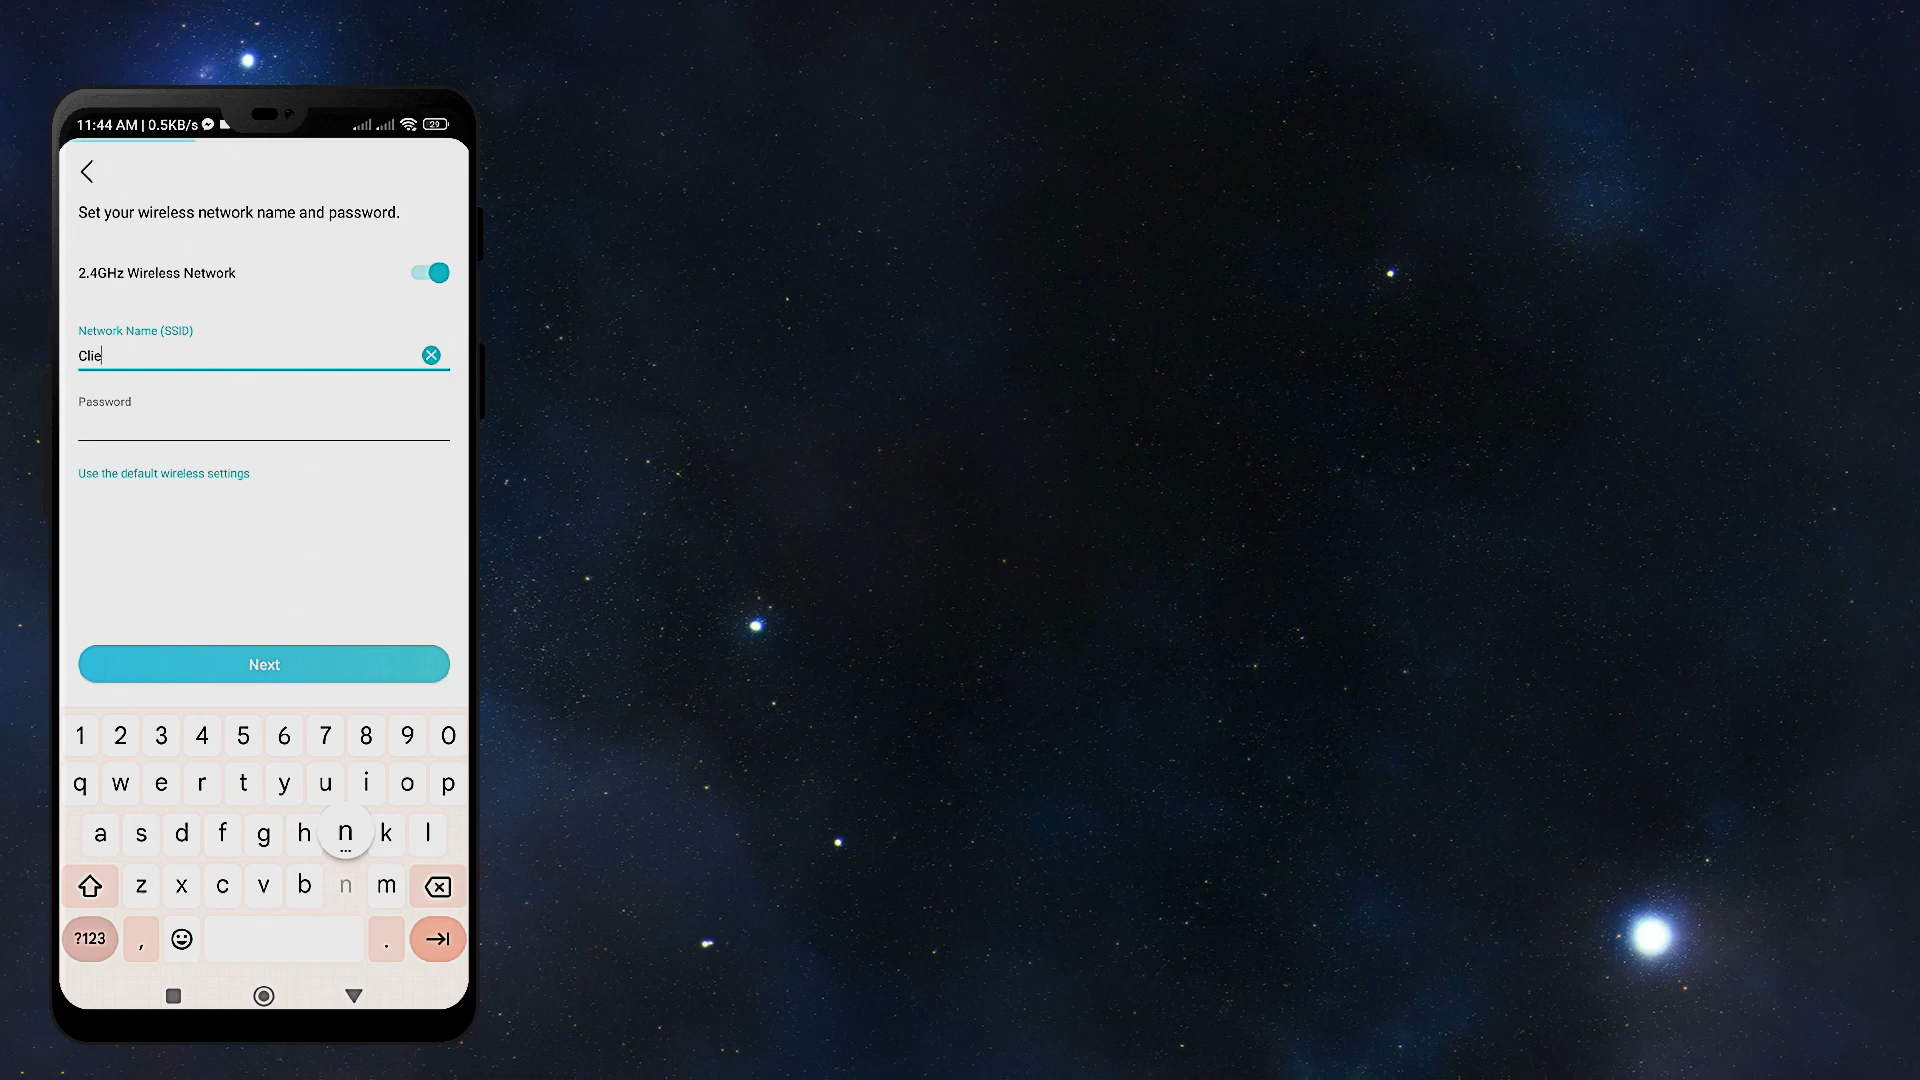 11:44 AM | 0.5KB/s
29
Set your wireless network name and password.
2.4GHz Wireless Network
Network Name (SSID)
Clie
Password
Use the default wireless settings
Next
1 2 3 4 5 6 7 8 9 0
q w e r t y u i o p
a s d f g h n k l
z x c v b n m
?123 , .